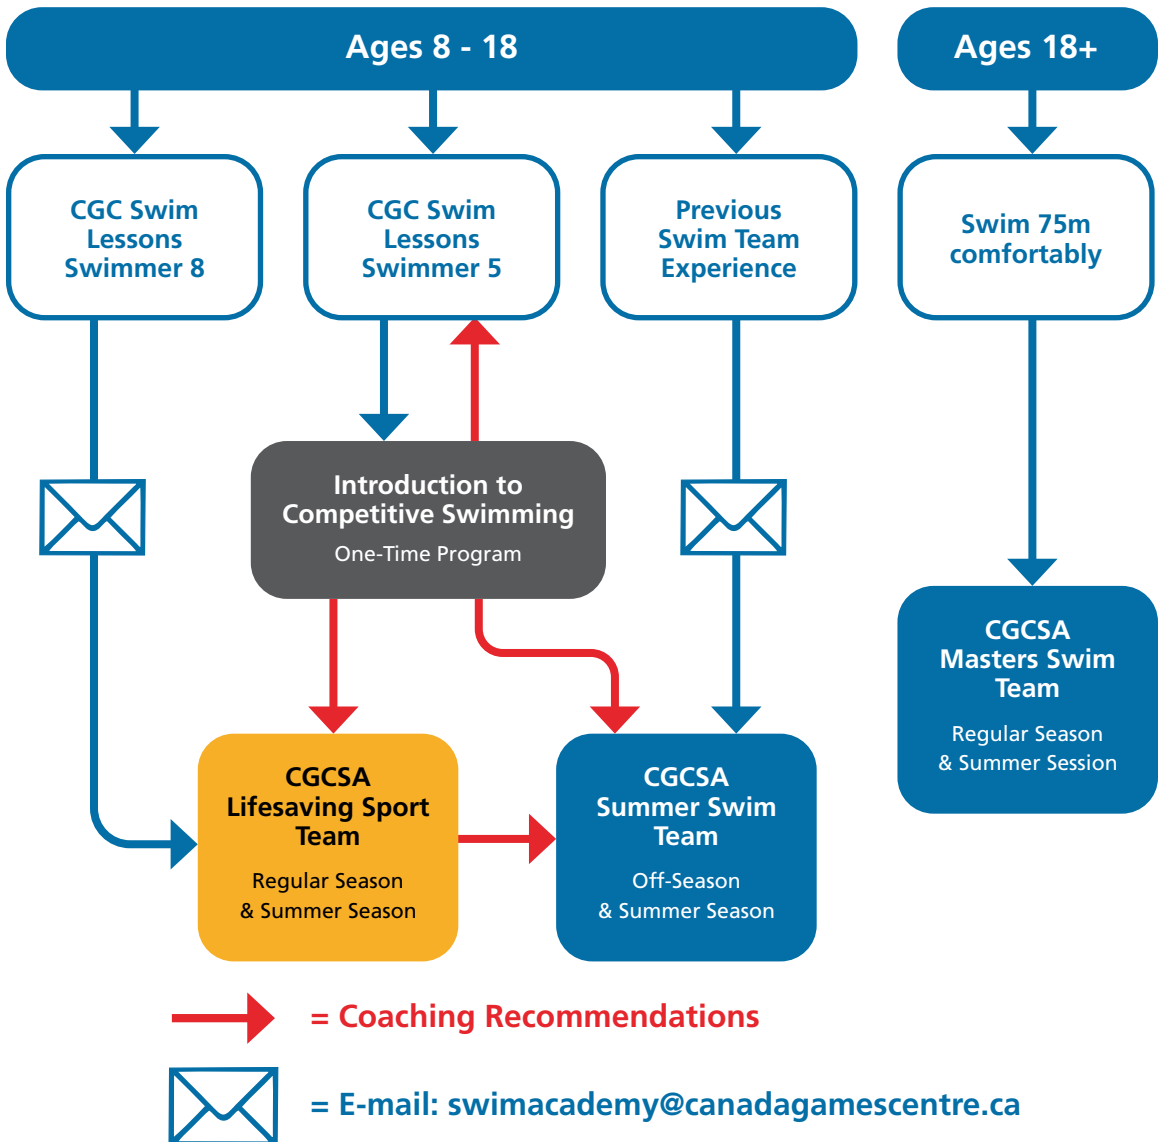 Ages 8 - 18
Ages 18+
CGC Swim
Lessons
Swimmer 8
CGC Swim
Lessons
Swimmer 5
Previous
Swim Team
Experience
Swim 75m
comfortably
Introduction to
Competitive Swimming
One-Time Program
CGCSA
Masters Swim
Team
Regular Season
& Summer Session
CGCSA
Lifesaving Sport
Team
Regular Season
& Summer Season
CGCSA
Summer Swim
Team
Off-Season
& Summer Season
= Coaching Recommendations
= E-mail: swimacademy@canadagamescentre.ca